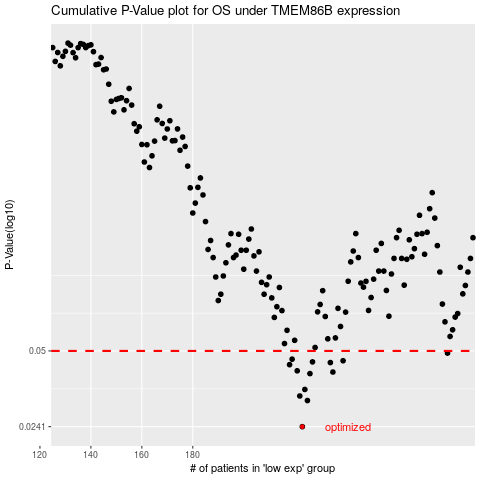 Cumulative P-Value plot for OS under TMEM86B expression
P-Value(log10)
0.05
0.0241
optimized
120 140 160 180
# of patients in 'low exp' group